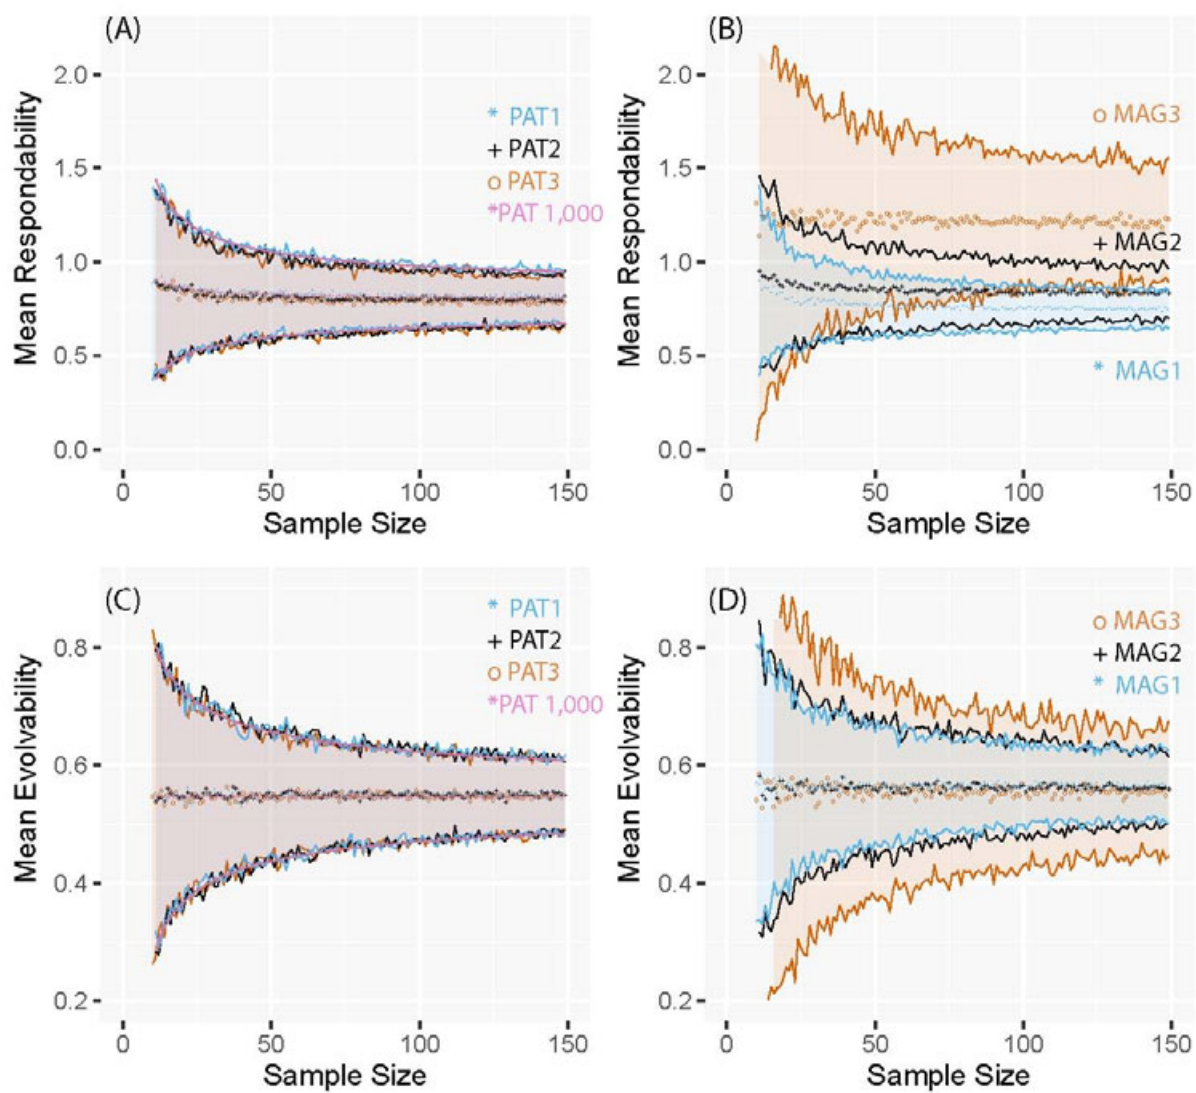 (A)
Mean Respondability
2.0
1.5
1.0
0.5
0.0
* PAT1
+ PAT2
o PAT3
*PAT 1,000
0 50 100 150
Sample Size
(B)
Mean Respondability
2.0
1.5
1.0
0.5
0.0
o MAG3
+ MAG2
* MAG1
0 50 100 150
Sample Size
(C)
Mean Evolvability
0.8
0.6
0.4
0.2
* PAT1
+ PAT2
o PAT3
*PAT 1,000
0 50 100 150
Sample Size
(D)
Mean Evolvability
0.8
0.6
0.4
0.2
o MAG3
+ MAG2
* MAG1
0 50 100 150
Sample Size